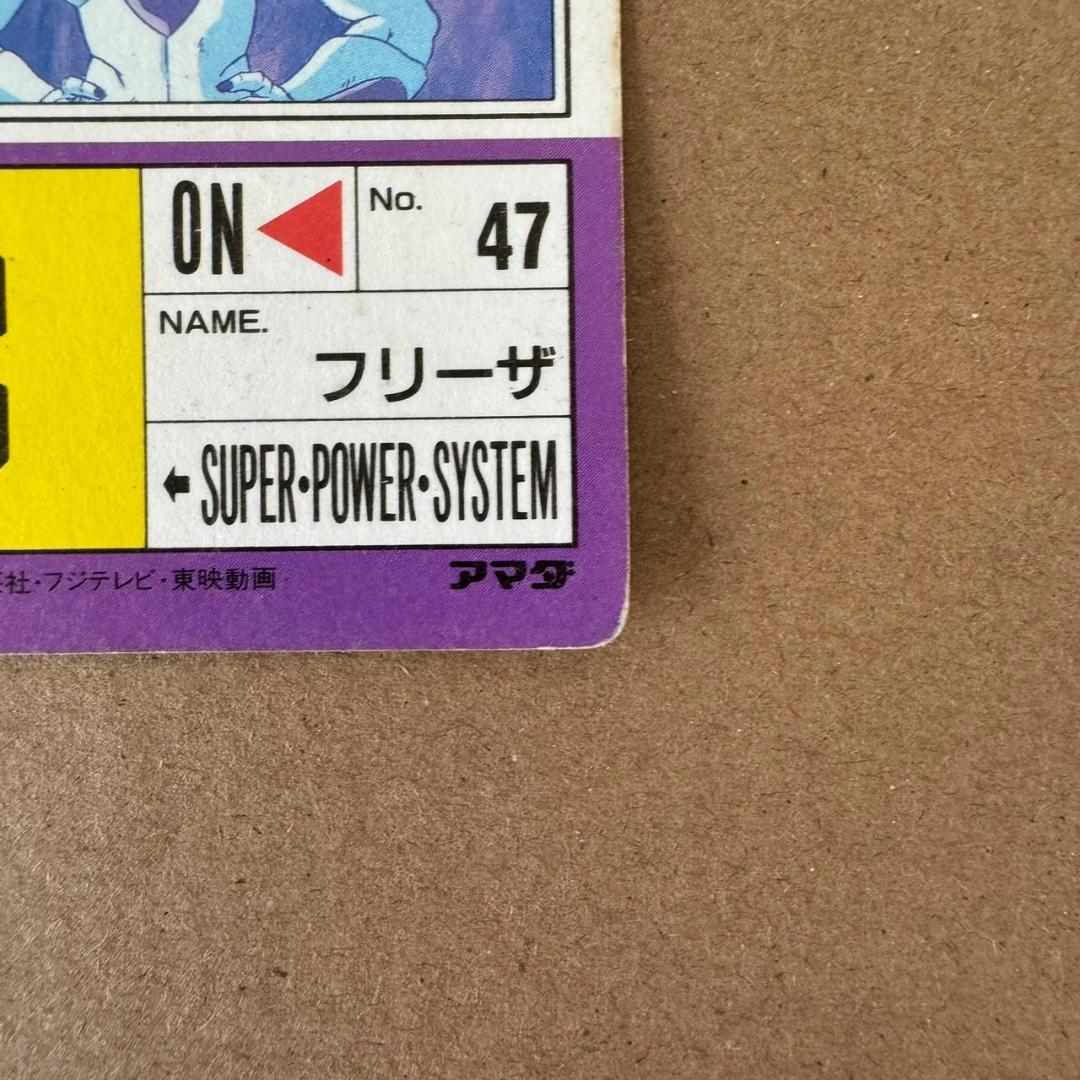 ON
No.
47
NAME.
フリーザ
←SUPER・POWER・SYSTEM
社・フジテレビ・東映動画
アマダ